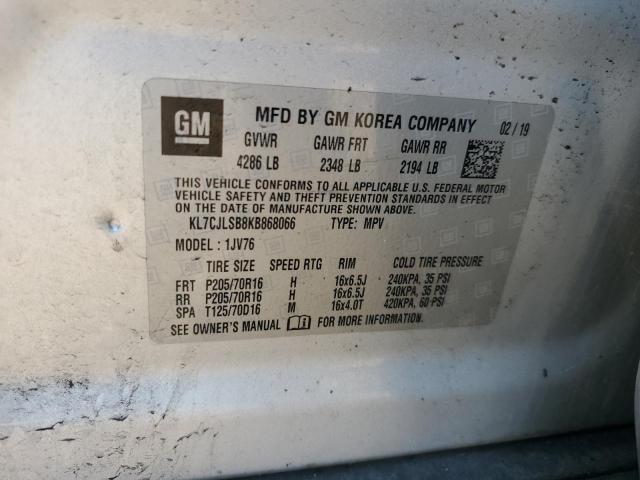 GM MFD BY GM KOREA COMPANY 02/19
GVWR GAWR FRT GAWR RR
4286 LB 2348 LB 2194 LB
THIS VEHICLE CONFORMS TO ALL APPLICABLE U.S. FEDERAL MOTOR
VEHICLE SAFETY AND THEFT PREVENTION STANDARDS IN EFFECT
ON THE DATE OF MANUFACTURE SHOWN ABOVE.
KL7CJLSB8KB868066 TYPE: MPV
MODEL: 1JV76
TIRE SIZE SPEED RTG RIM COLD TIRE PRESSURE
FRT P205/70R16 H 16x6.5J 240KPA, 35 PSI
RR P205/70R16 H 16x6.5J 240KPA, 35 PSI
SPA T125/70D16 M 16x4.0T 420KPA, 60 PSI
SEE OWNER'S MANUAL FOR MORE INFORMATION.